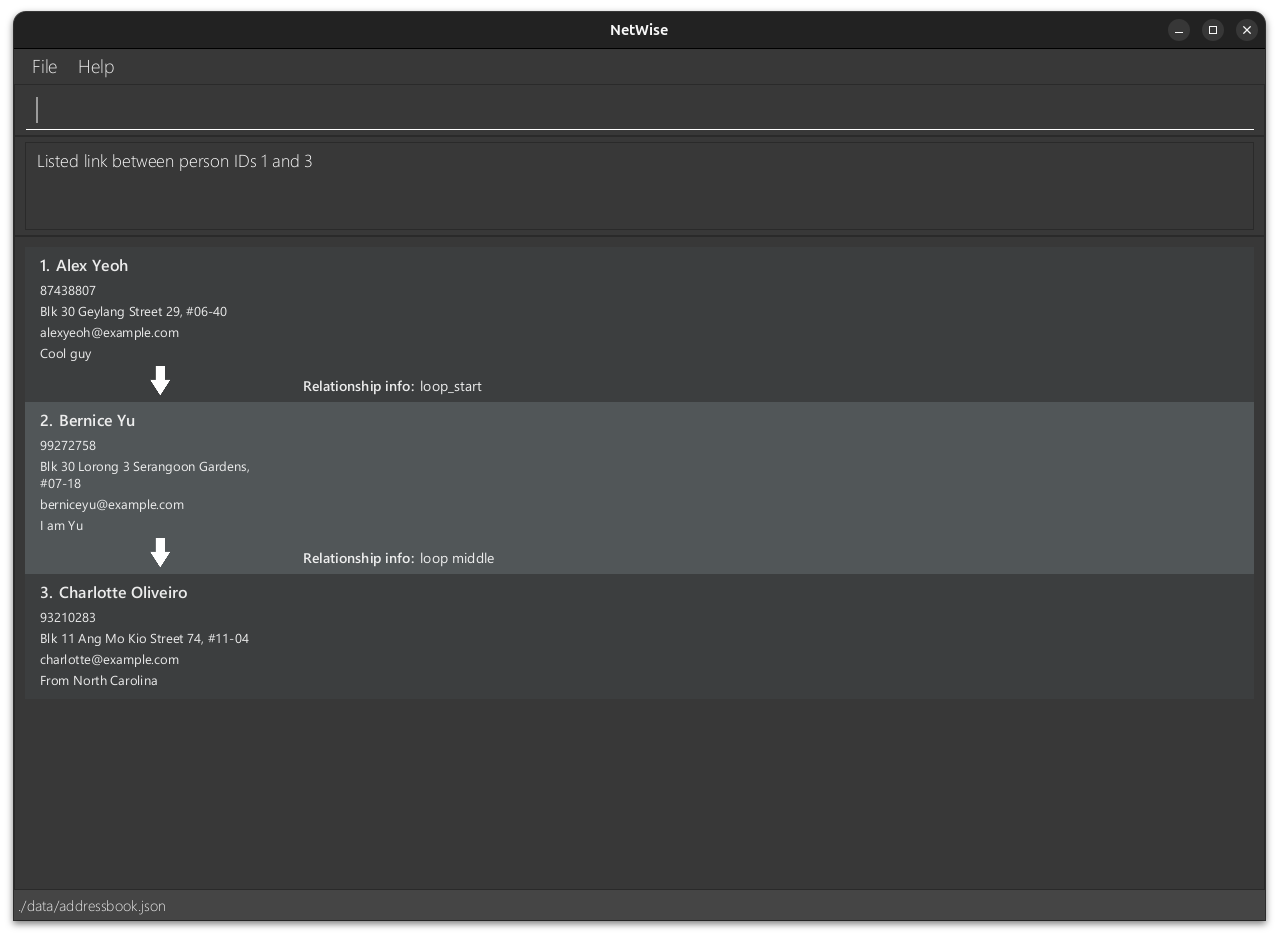 NetWise
File Help
Listed link between person IDs 1 and 3
1. Alex Yeoh
87438807
Blk 30 Geylang Street 29, #06-40
alexyeoh@example.com
Cool guy
Relationship info: loop_start
2. Bernice Yu
99272758
Blk 30 Lorong 3 Serangoon Gardens,
#07-18
berniceyu@example.com
I am Yu
Relationship info: loop middle
3. Charlotte Oliveiro
93210283
Blk 11 Ang Mo Kio Street 74, #11-04
charlotte@example.com
From North Carolina
./data/addressbook.json